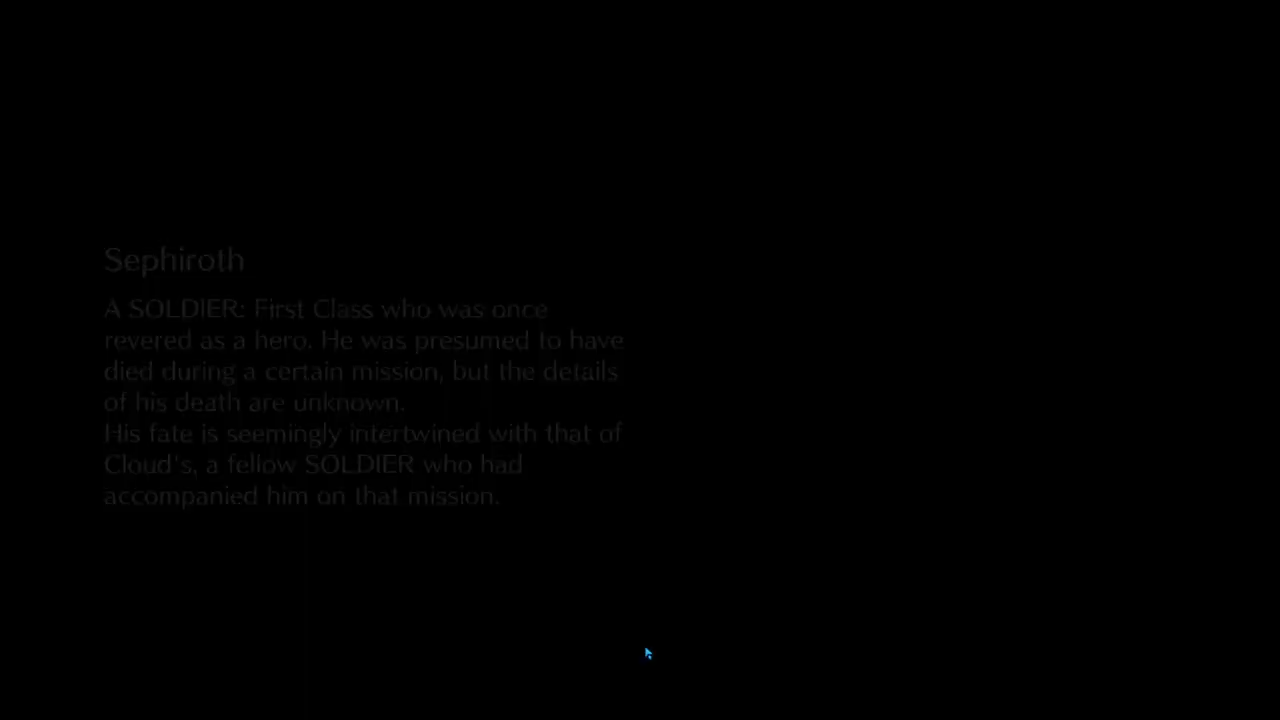 Sephiroth
A SOLDIER: First Class who was once
revered as a hero. He was presumed to have
died during a certain mission, but the details
of his death are unknown.
His fate is seemingly intertwined with that of
Cloud's, a fellow SOLDIER who had
accompanied him on that mission.